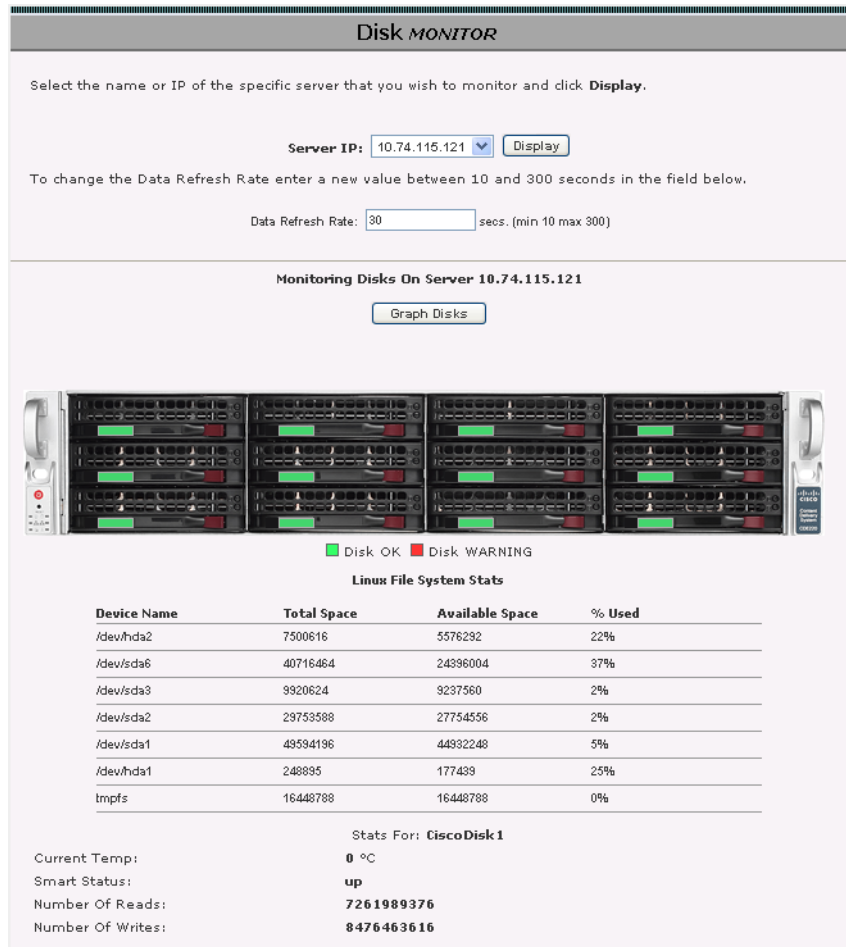 Disk MONITOR
Select the name or IP of the specific server that you wish to monitor and click Display.
Server IP: 10.74.115.121 Display
To change the Data Refresh Rate enter a new value between 10 and 300 seconds in the field below.
Data Refresh Rate: 30 secs. (min 10 max 300)
Monitoring Disks On Server 10.74.115.121
Graph Disks
CISCO
Content
Delivery
System
Disk OK Disk WARNING
Linux File System Stats
Device Name Total Space Available Space % Used
/dev/hda2 7500616 5576292 22%
/dev/sda6 40716464 24396004 37%
/dev/sda3 9920624 9237560 2%
/dev/sda2 29753588 27754556 2%
/dev/sda1 49594196 44932248 5%
/dev/hda1 248895 177439 25%
tmpfs 16448788 16448788 0%
Stats For: CiscoDisk1
Current Temp: 0 °C
Smart Status: up
Number Of Reads: 7261989376
Number Of Writes: 8476463616